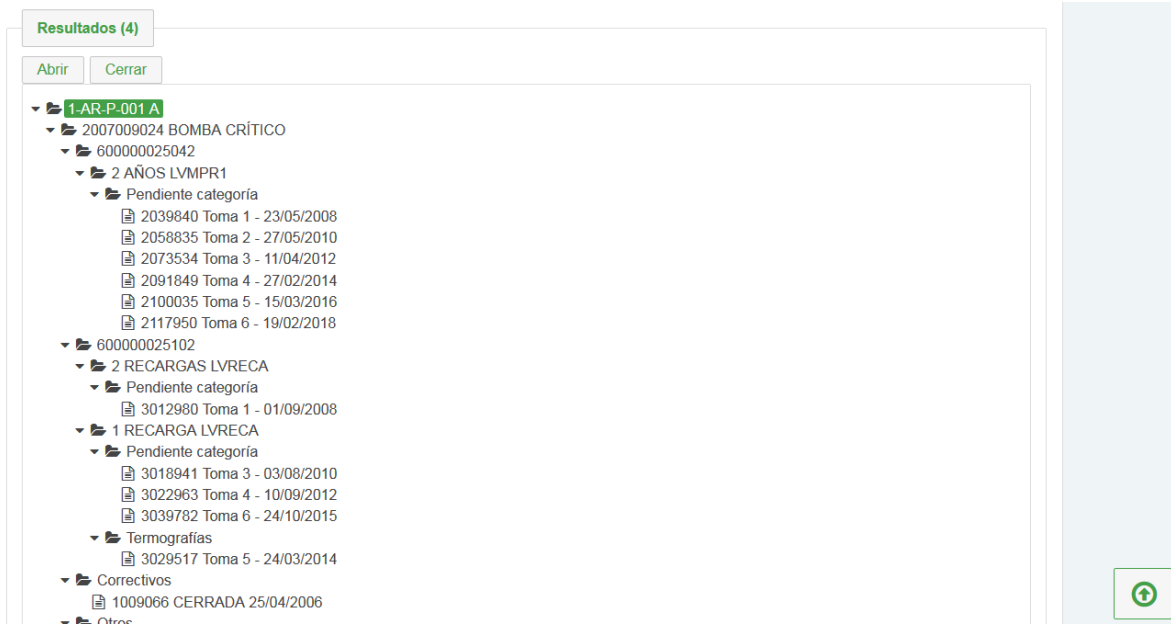 Resultados (4)
Abrir Cerrar
1-AR-P-001 A
2007009024 BOMBA CRÍTICO
600000025042
2 AÑOS LVMPR1
Pendiente categoría
2039840 Toma 1 - 23/05/2008
2058835 Toma 2 - 27/05/2010
2073534 Toma 3 - 11/04/2012
2091849 Toma 4 - 27/02/2014
2100035 Toma 5 - 15/03/2016
2117950 Toma 6 - 19/02/2018
600000025102
2 RECARGAS LVRECA
Pendiente categoría
3012980 Toma 1 - 01/09/2008
1 RECARGA LVRECA
Pendiente categoría
3018941 Toma 3 - 03/08/2010
3022963 Toma 4 - 10/09/2012
3039782 Toma 6 - 24/10/2015
Termografías
3029517 Toma 5 - 24/03/2014
Correctivos
1009066 CERRADA 25/04/2006
Otros